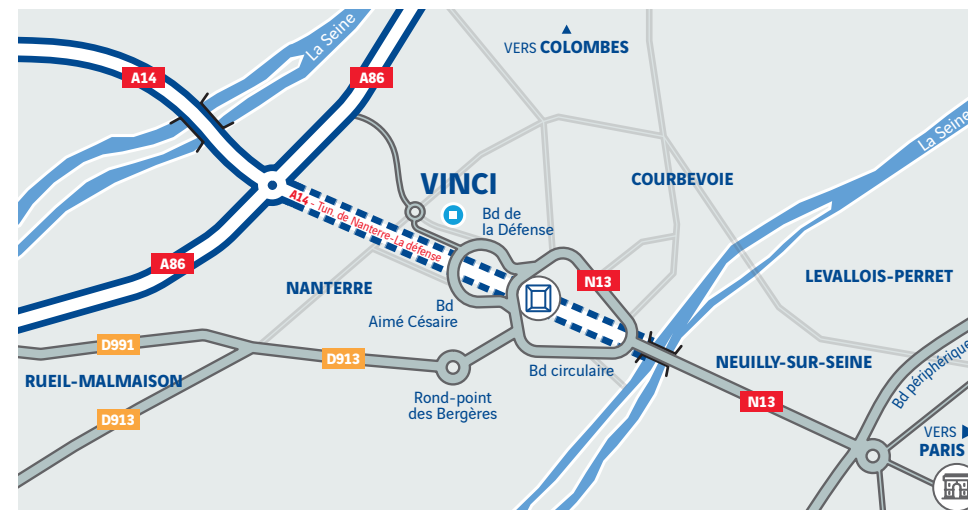 La Seine
VERS COLOMBES
A14
A86
La Seine
VINCI
COURBEVOIE
A14 - Tun. de Nanterre-La défense
Bd de
la Défense
A86
N13
LEVALLOIS-PERRET
NANTERRE
Bd
Aimé Césaire
D991
D913
Bd circulaire
NEUILLY-SUR-SEINE
Bd périphérique
RUEIL-MALMAISON
Rond-point
des Bergères
N13
D913
VERS
PARIS